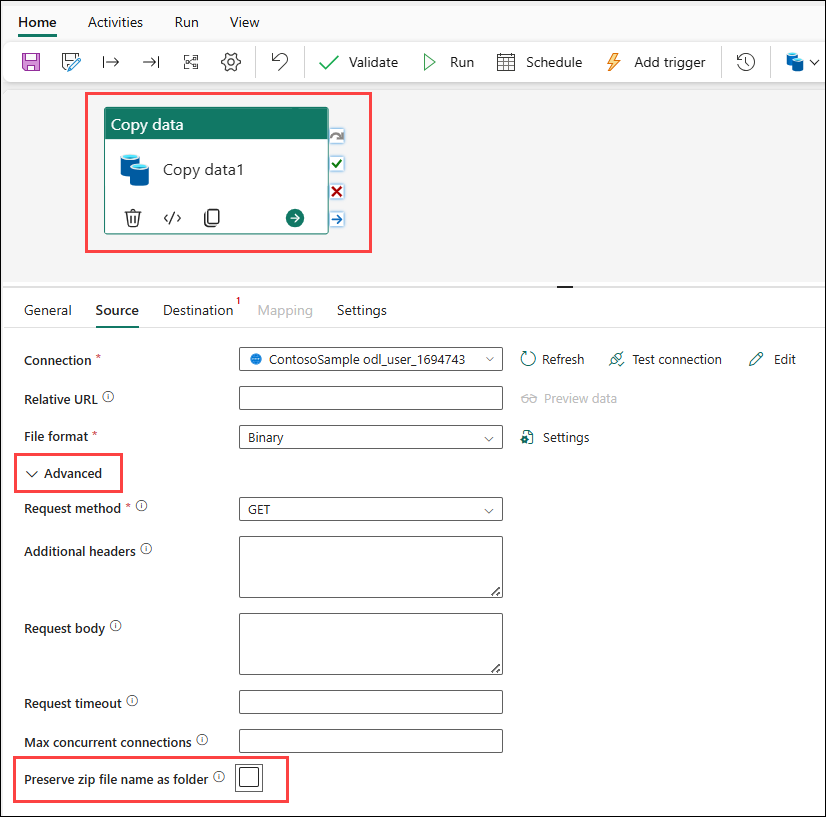 Home Activities Run View
Validate Run Schedule Add trigger
Copy data
Copy data1
General Source Destination 1 Mapping Settings
Connection * ContosoSample odl_user_1694743 Refresh Test connection Edit
Relative URL Preview data
File format * Binary Settings
Advanced
Request method * GET
Additional headers
Request body
Request timeout
Max concurrent connections
Preserve zip file name as folder